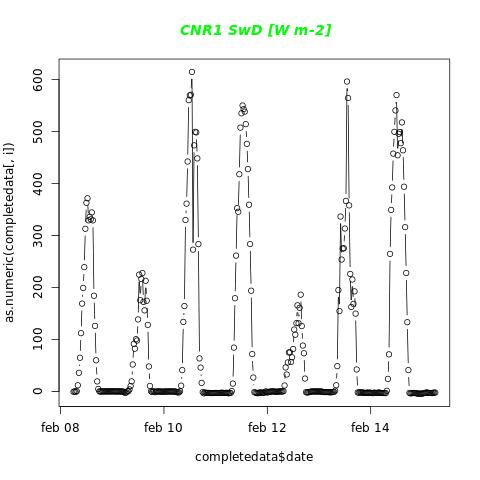 CNR1 SwD [W m-2]
as.numeric(completedata[, i])
600
500
400
300
200
100
0
feb 08
feb 10
feb 12
feb 14
completedata$date